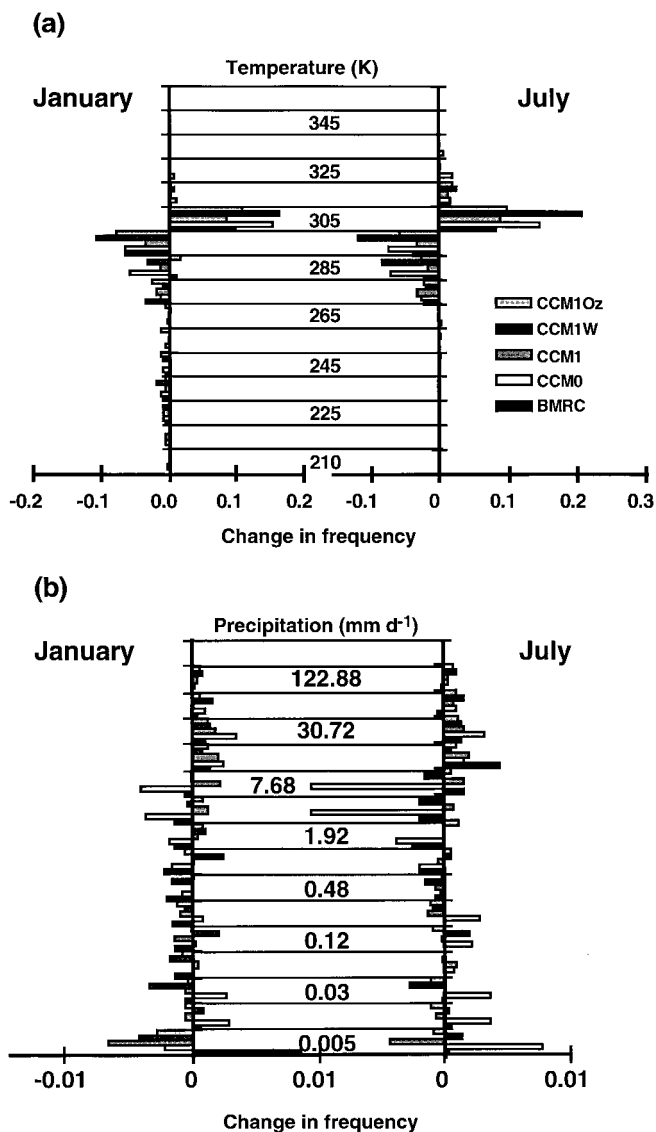 (a)
Temperature (K)
January
July
345
325
305
285
265
245
225
210
CCM1Oz
CCM1W
CCM1
CCM0
BMRC
-0.2 -0.1 0.0 0.1 0.2 -0.1 0 0.1 0.2 0.3
Change in frequency
(b)
Precipitation (mm d-1)
January
July
122.88
30.72
7.68
1.92
0.48
0.12
0.03
0.005
-0.01 0 0.01 0 0.01
Change in frequency